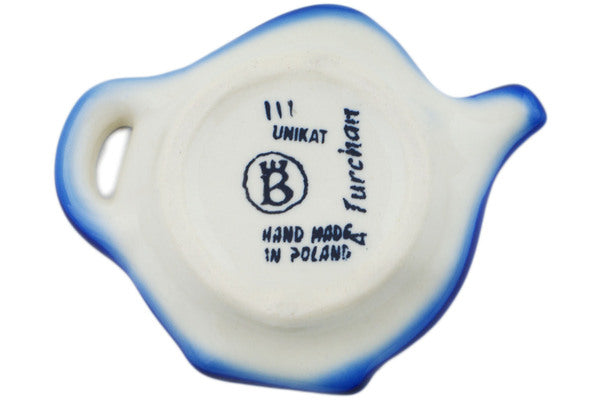 111
UNIKAT
B
HAND MADE
IN POLAND
A Turchan